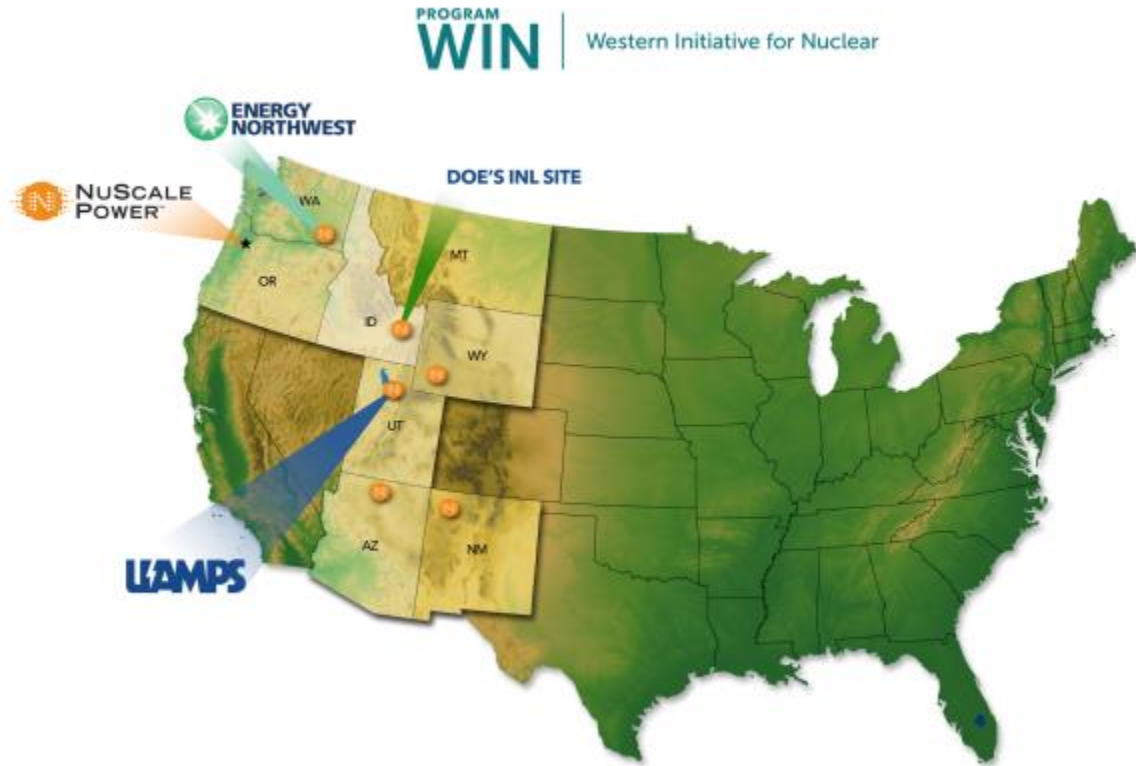 PROGRAM
WIN
Western Initiative for Nuclear
ENERGY
NORTHWEST
DOE'S INL SITE
N
NUSCALE
POWER™
WA
N
MT
OR
ID
N
WY
N
N
UT
N
N
AZ
NM
UAMPS